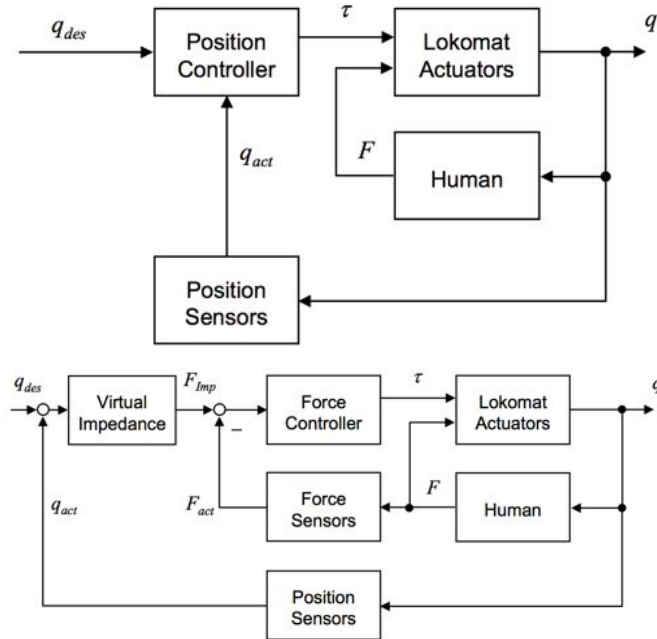 q_des
Position
Controller
τ
Lokomat
Actuators
q
q_act
F
Human
Position
Sensors
q_des
Virtual
Impedance
F_Imp
−
Force
Controller
τ
Lokomat
Actuators
q
q_act
F_act
Force
Sensors
F
Human
Position
Sensors